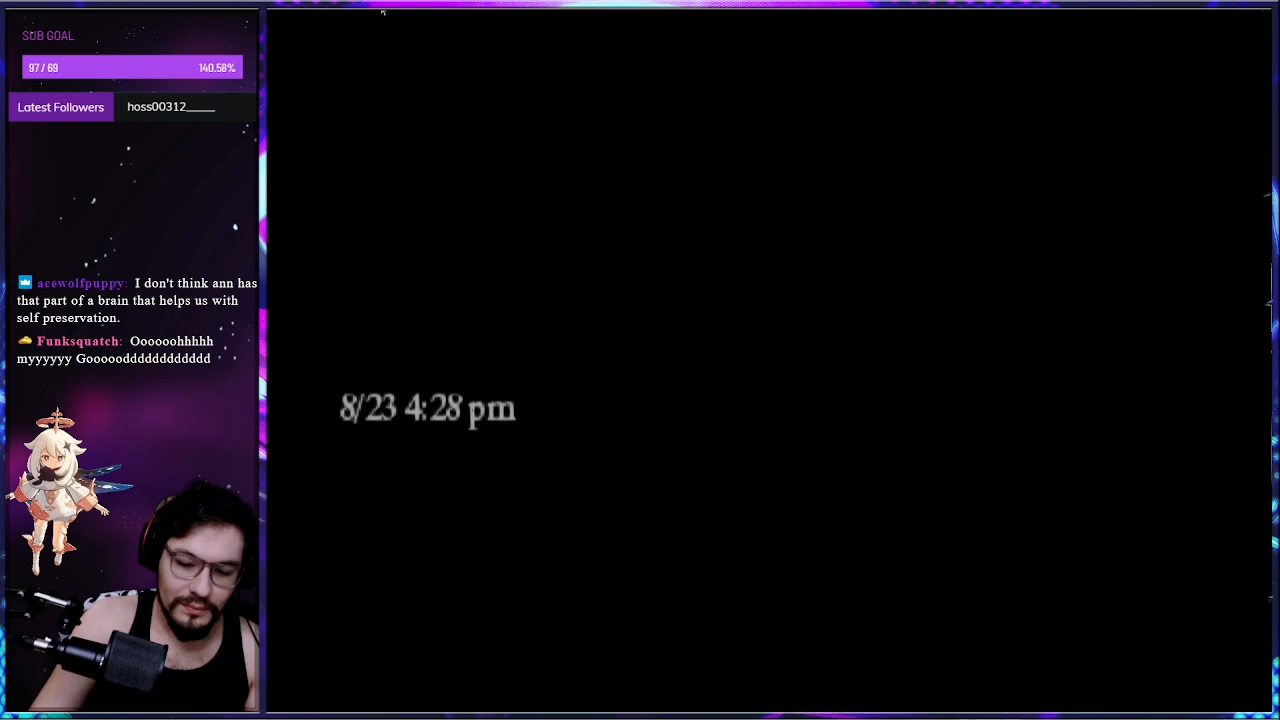 SUB GOAL
97 / 69 140.58%
Latest Followers hoss00312_____
acewolfpuppy: I don't think ann has
that part of a brain that helps us with
self preservation.
Funksquatch: Oooooohhhhh
myyyyyy Goooooddddddddddd
8/23 4:28 pm